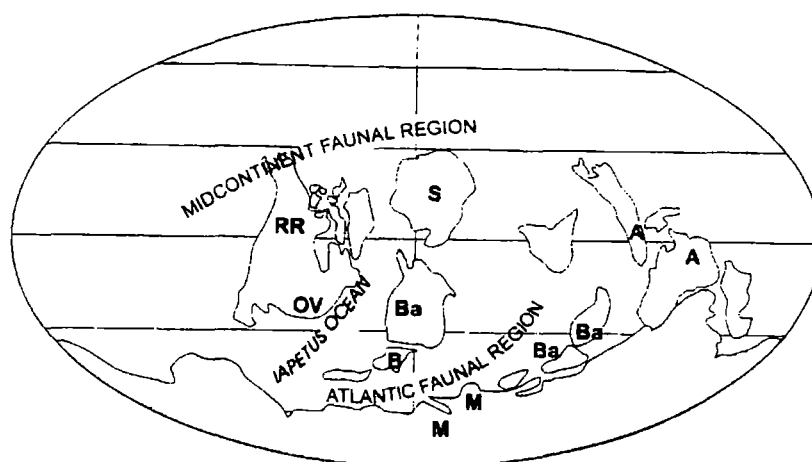 MIDCONTINENT FAUNAL REGION
S
RR
A
A
OV
IAPETUS OCEAN
Ba
Ba
Ba
B
ATLANTIC FAUNAL REGION
M
M